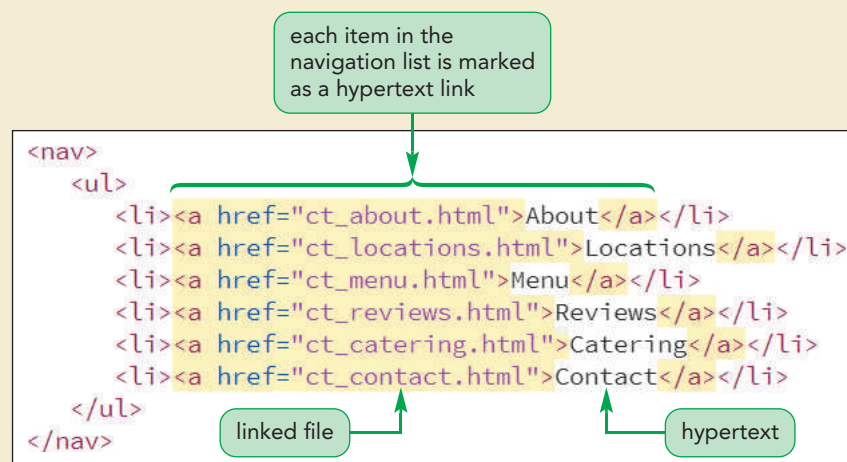 each item in the
navigation list is marked
as a hypertext link
<nav>
<ul>
<li><a href="ct_about.html">About</a></li>
<li><a href="ct_locations.html">Locations</a></li>
<li><a href="ct_menu.html">Menu</a></li>
<li><a href="ct_reviews.html">Reviews</a></li>
<li><a href="ct_catering.html">Catering</a></li>
<li><a href="ct_contact.html">Contact</a></li>
</ul>
</nav>
linked file
hypertext